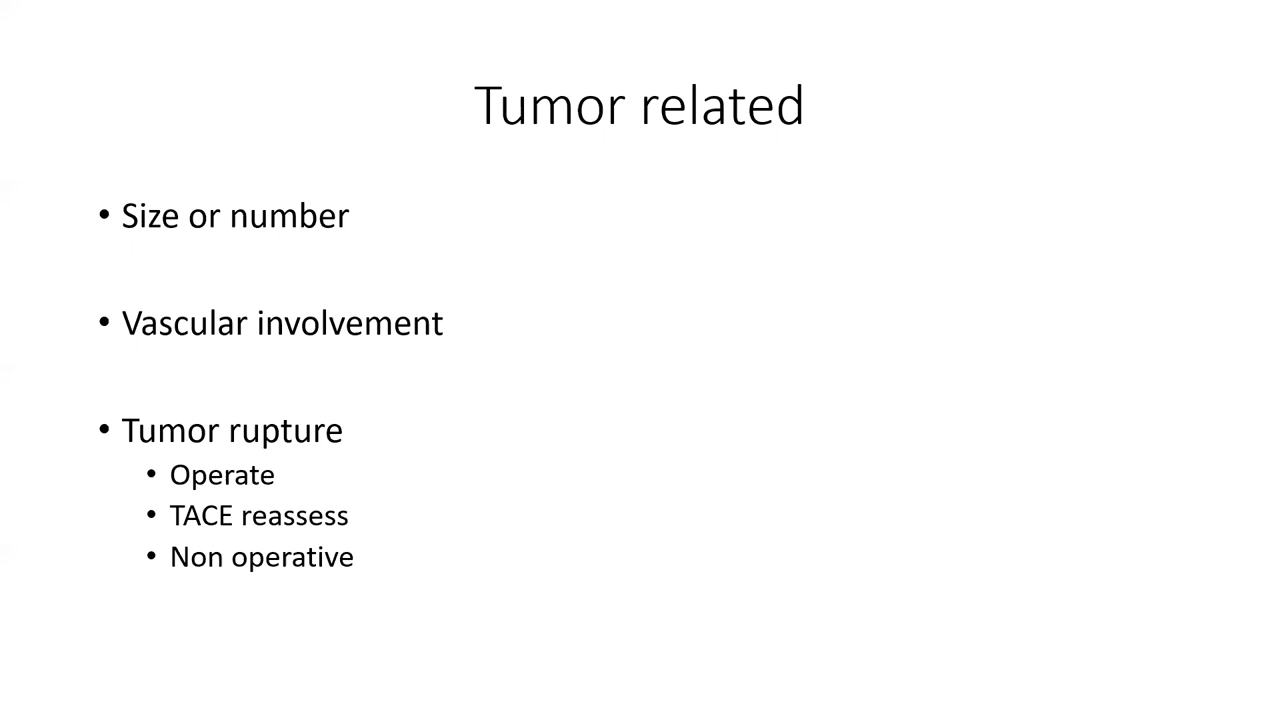 Tumor related
• Size or number
• Vascular involvement
• Tumor rupture
• Operate
• TACE reassess
• Non operative